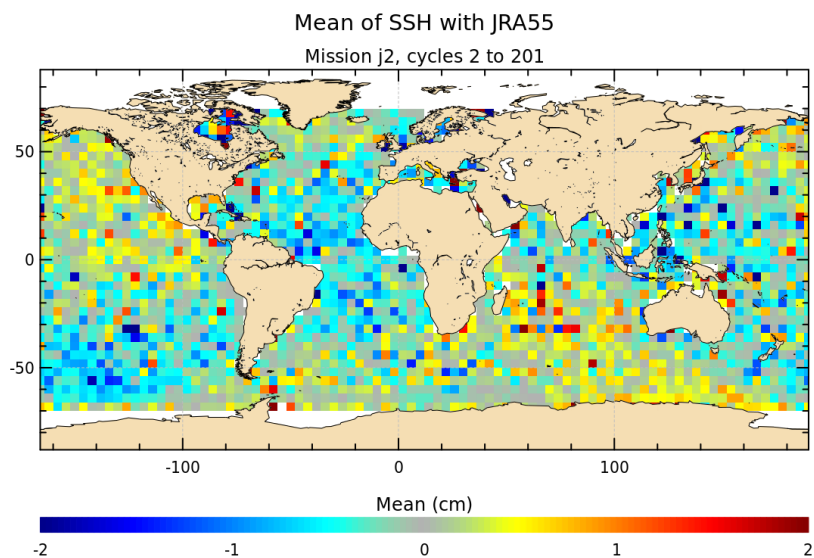 Mean of SSH with JRA55
Mission j2, cycles 2 to 201
50
0
-50
-100 0 100
Mean (cm)
-2 -1 0 1 2